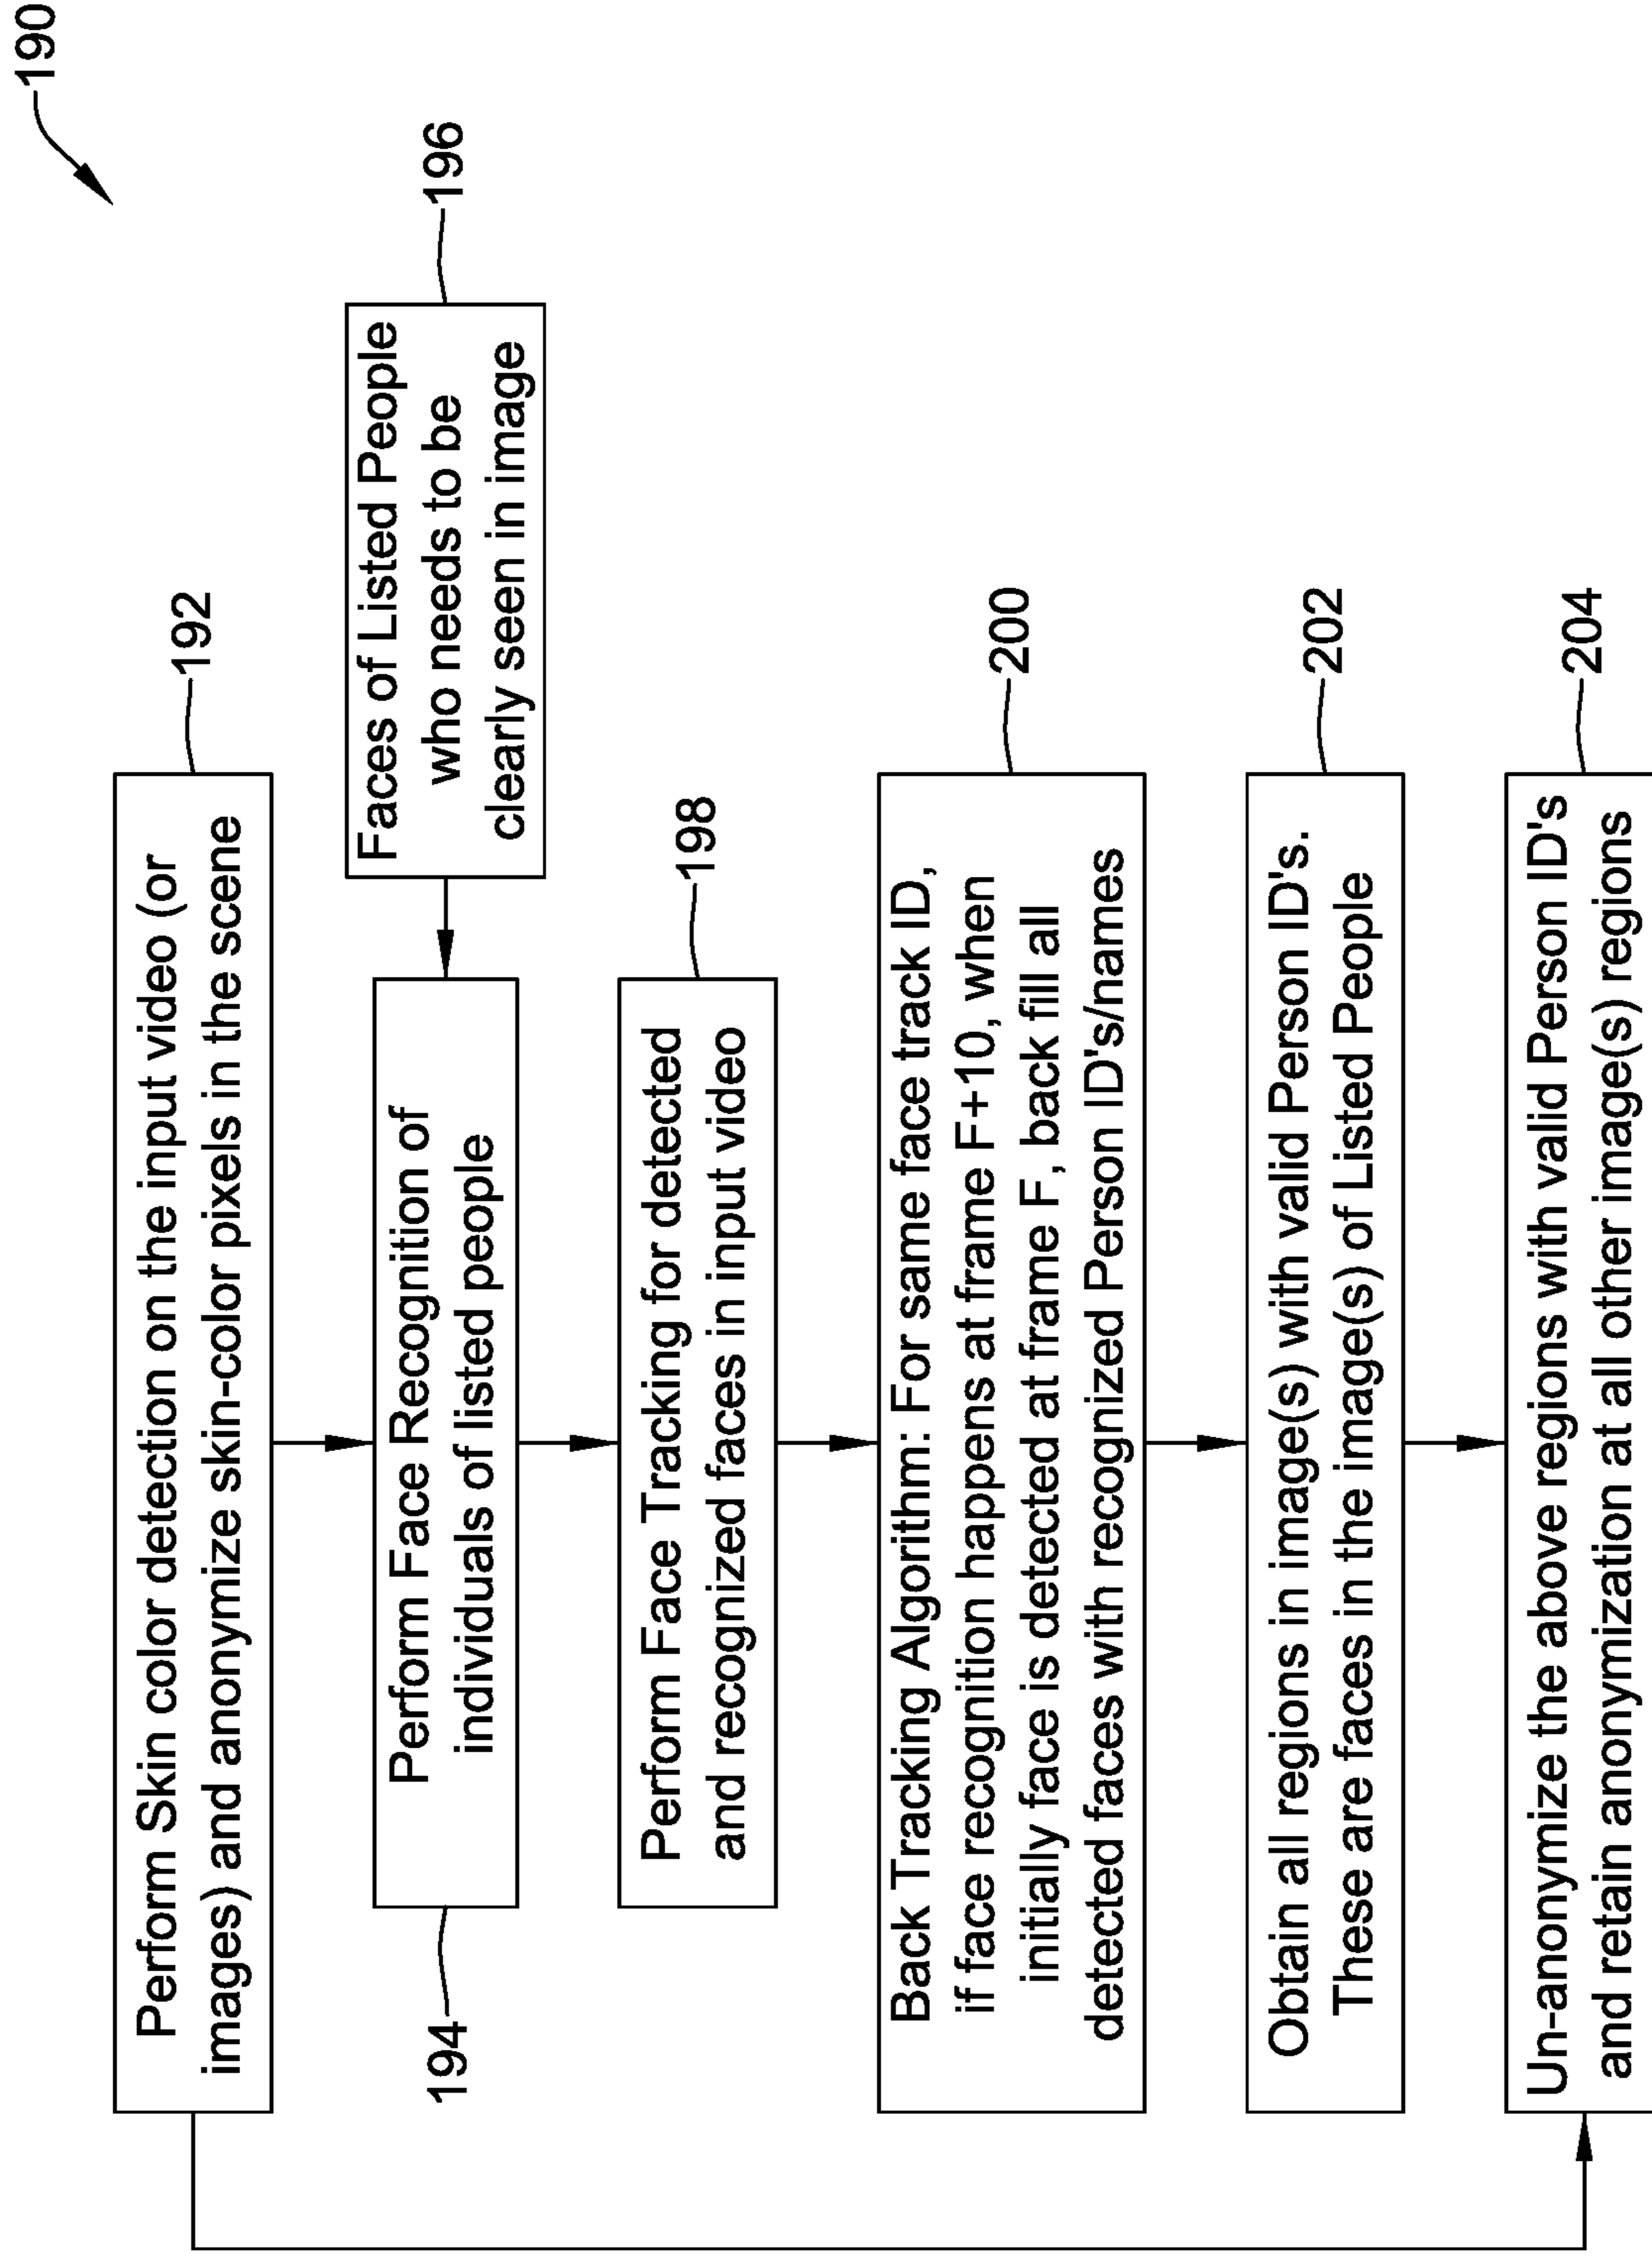 190
Perform Skin color detection on the input video (or
images) and anonymize skin-color pixels in the scene
192
Faces of Listed People
who needs to be
clearly seen in image
196
Perform Face Recognition of
individuals of listed people
194
Perform Face Tracking for detected
and recognized faces in input video
198
Back Tracking Algorithm: For same face track ID,
if face recognition happens at frame F+10, when
initially face is detected at frame F, back fill all
detected faces with recognized Person ID's/names
200
Obtain all regions in image(s) with valid Person ID's.
These are faces in the image(s) of Listed People
202
Un-anonymize the above regions with valid Person ID's
and retain anonymization at all other image(s) regions
204